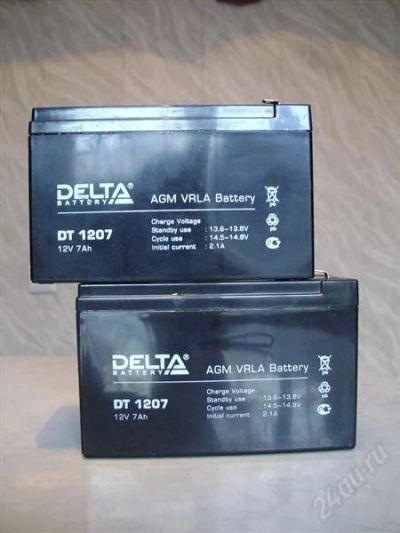 DELTA®
BATTERY
AGM VRLA Battery
DT 1207
12V 7Ah
Charge Voltage
Standby use : 13.6-13.8V
Cycle use : 14.5-14.9V
Initial current : 2.1A
pb
DELTA®
BATTERY
AGM VRLA Battery
DT 1207
12V 7Ah
Charge Voltage
Standby use : 13.6-13.8V
Cycle use : 14.5-14.9V
Initial current : 2.1A
pb
24au.ru